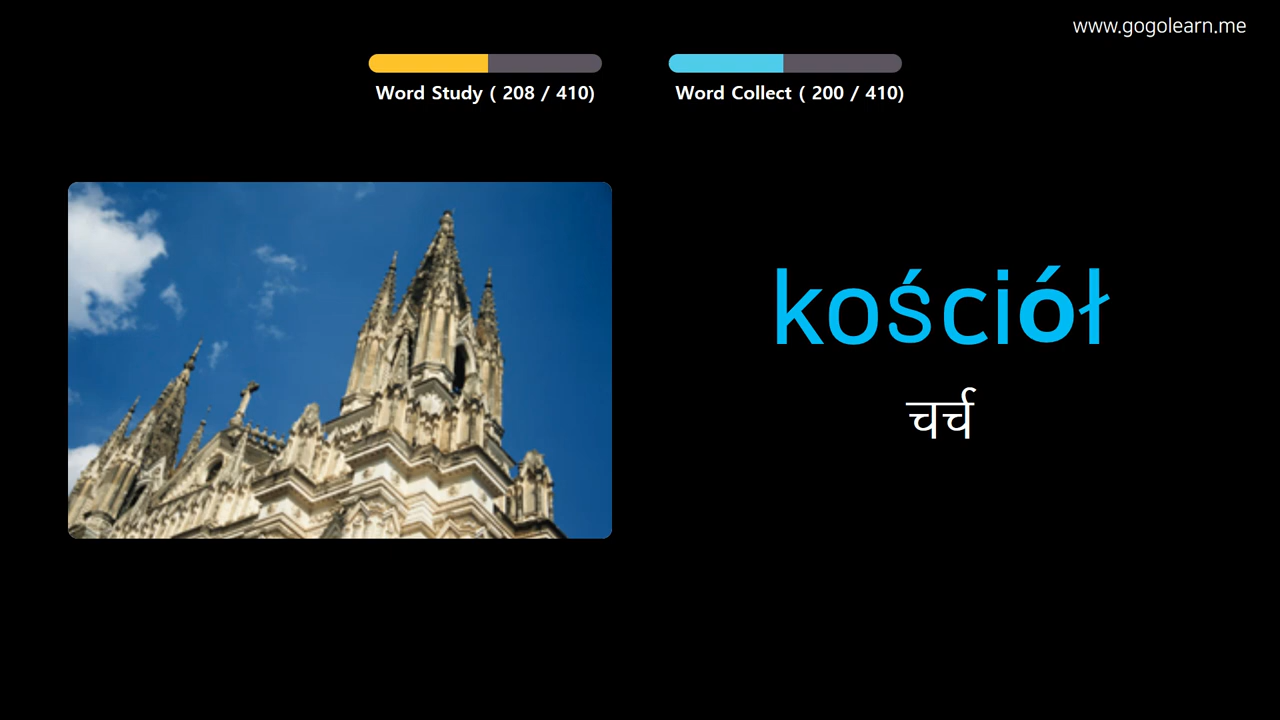 www.gogolearn.me
Word Study ( 208 / 410)
Word Collect ( 200 / 410)
kościół
चर्च